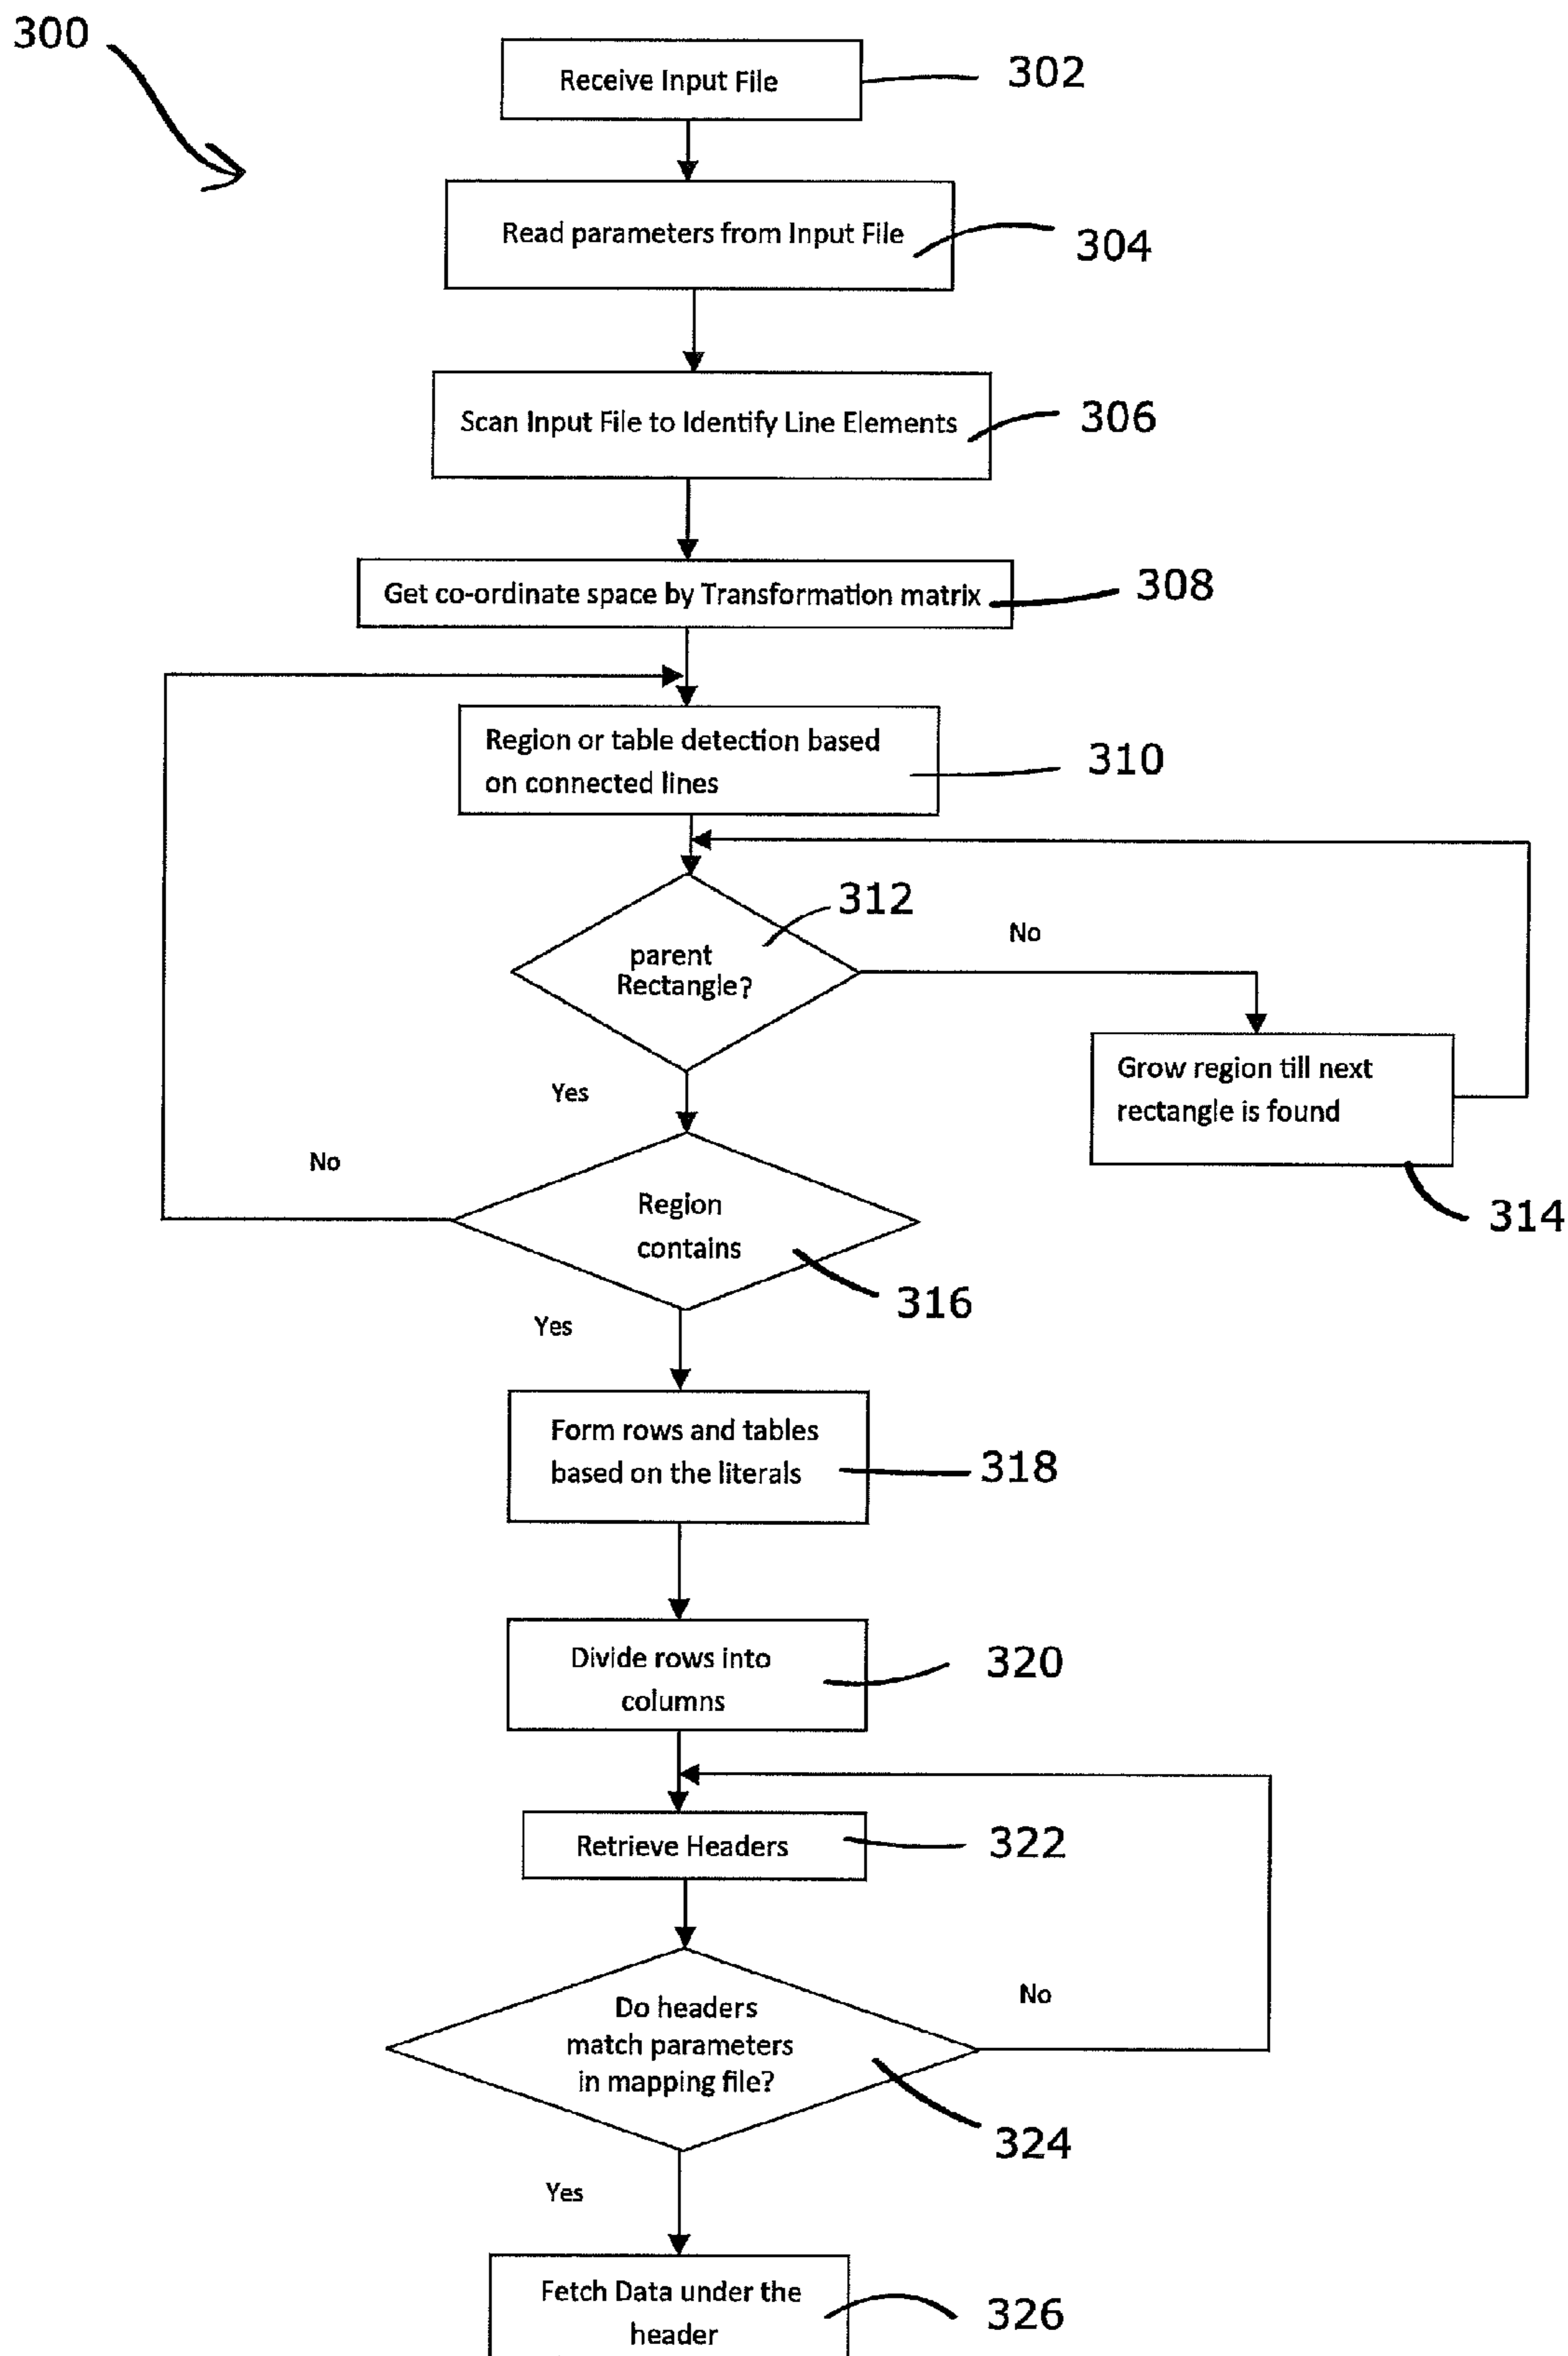 300
Receive Input File
302
Read parameters from Input File
304
Scan Input File to Identify Line Elements
306
Get co-ordinate space by Transformation matrix
308
Region or table detection based
on connected lines
310
312
parent
Rectangle?
No
Grow region till next
rectangle is found
314
Yes
No
Region
contains
316
Yes
Form rows and tables
based on the literals
318
Divide rows into
columns
320
Retrieve Headers
322
Do headers
match parameters
in mapping file?
No
324
Yes
Fetch Data under the
header
326